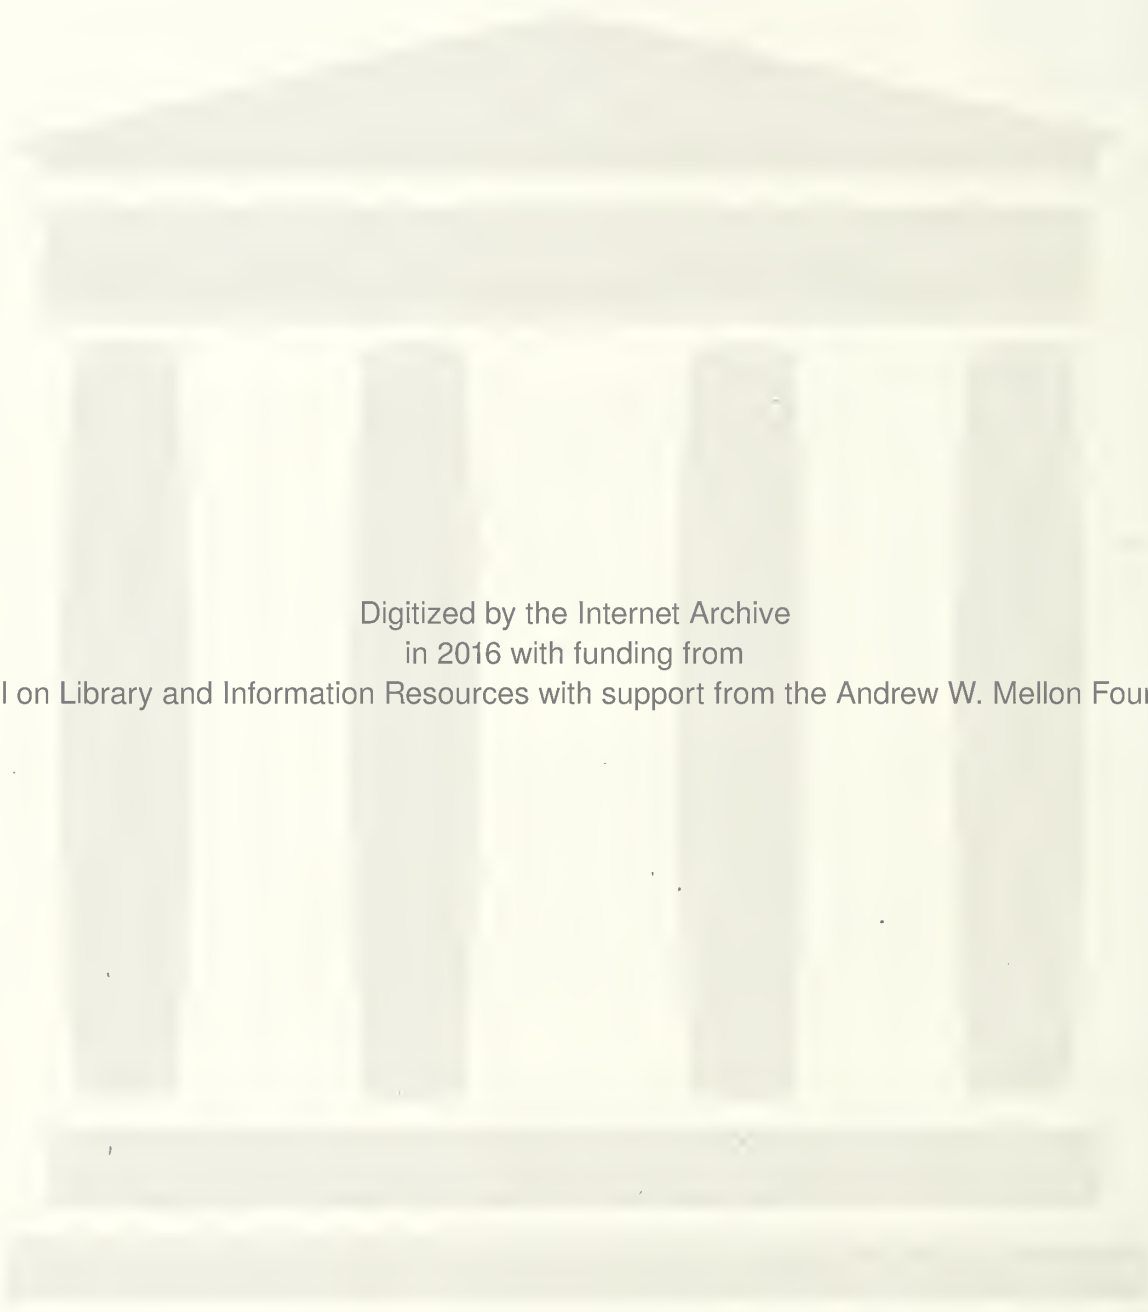 Digitized by the Internet Archive
in 2016 with funding from
l on Library and Information Resources with support from the Andrew W. Mellon Four